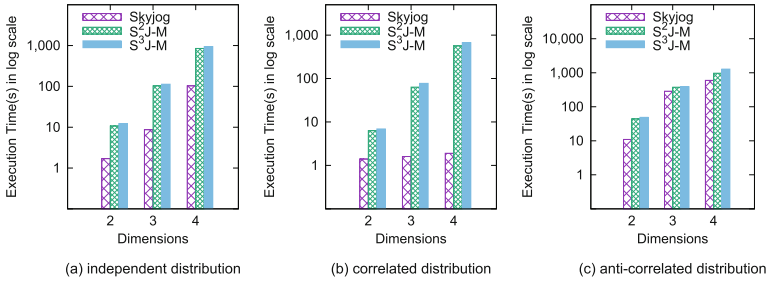 Execution Time(s) in log scale
1,000
100
10
1
Skyjog
S2J-M
S3J-M
2 3 4
Dimensions
(a) independent distribution
Execution Time(s) in log scale
1,000
100
10
1
Skyjog
S2J-M
S3J-M
2 3 4
Dimensions
(b) correlated distribution
Execution Time(s) in log scale
10,000
1,000
100
10
1
Skyjog
S2J-M
S3J-M
2 3 4
Dimensions
(c) anti-correlated distribution